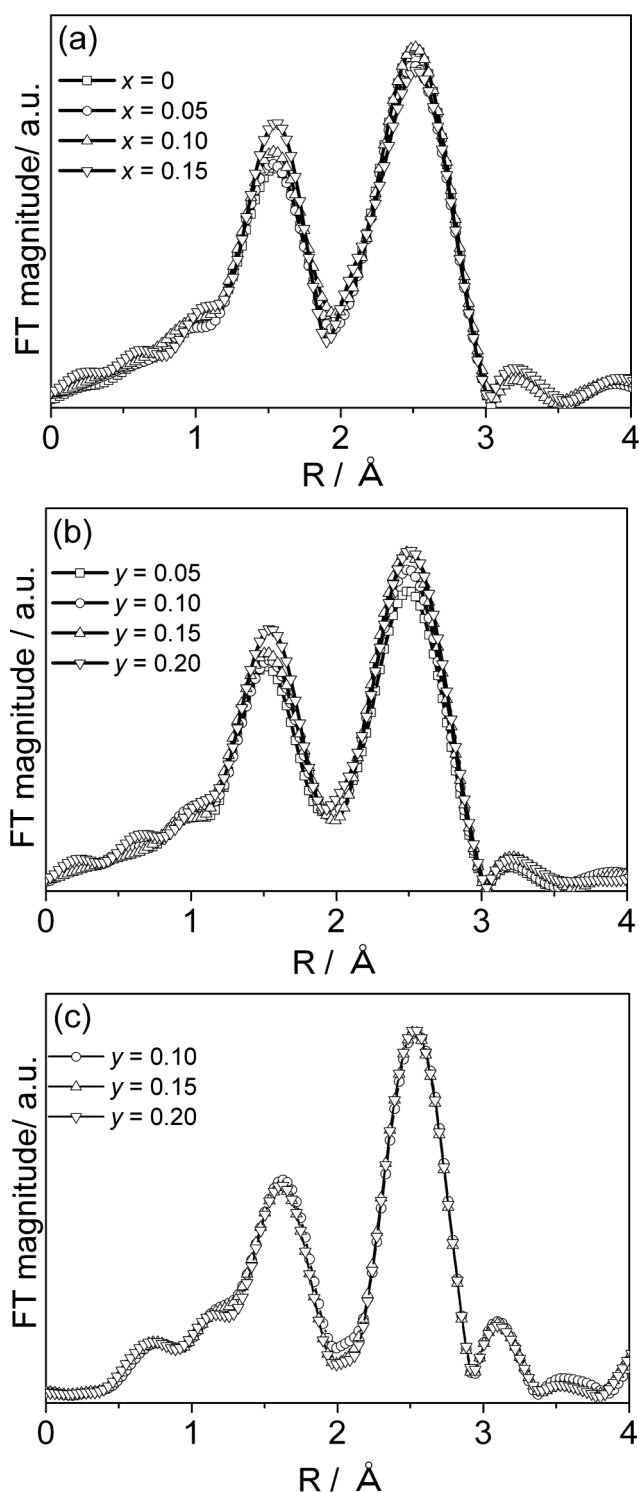 (a)
x = 0
x = 0.05
x = 0.10
x = 0.15
FT magnitude/ a.u.
0 1 2 3 4
R / Å
(b)
y = 0.05
y = 0.10
y = 0.15
y = 0.20
FT magnitude / a.u.
0 1 2 3 4
R / Å
(c)
y = 0.10
y = 0.15
y = 0.20
FT magnitude/ a.u.
0 1 2 3 4
R / Å